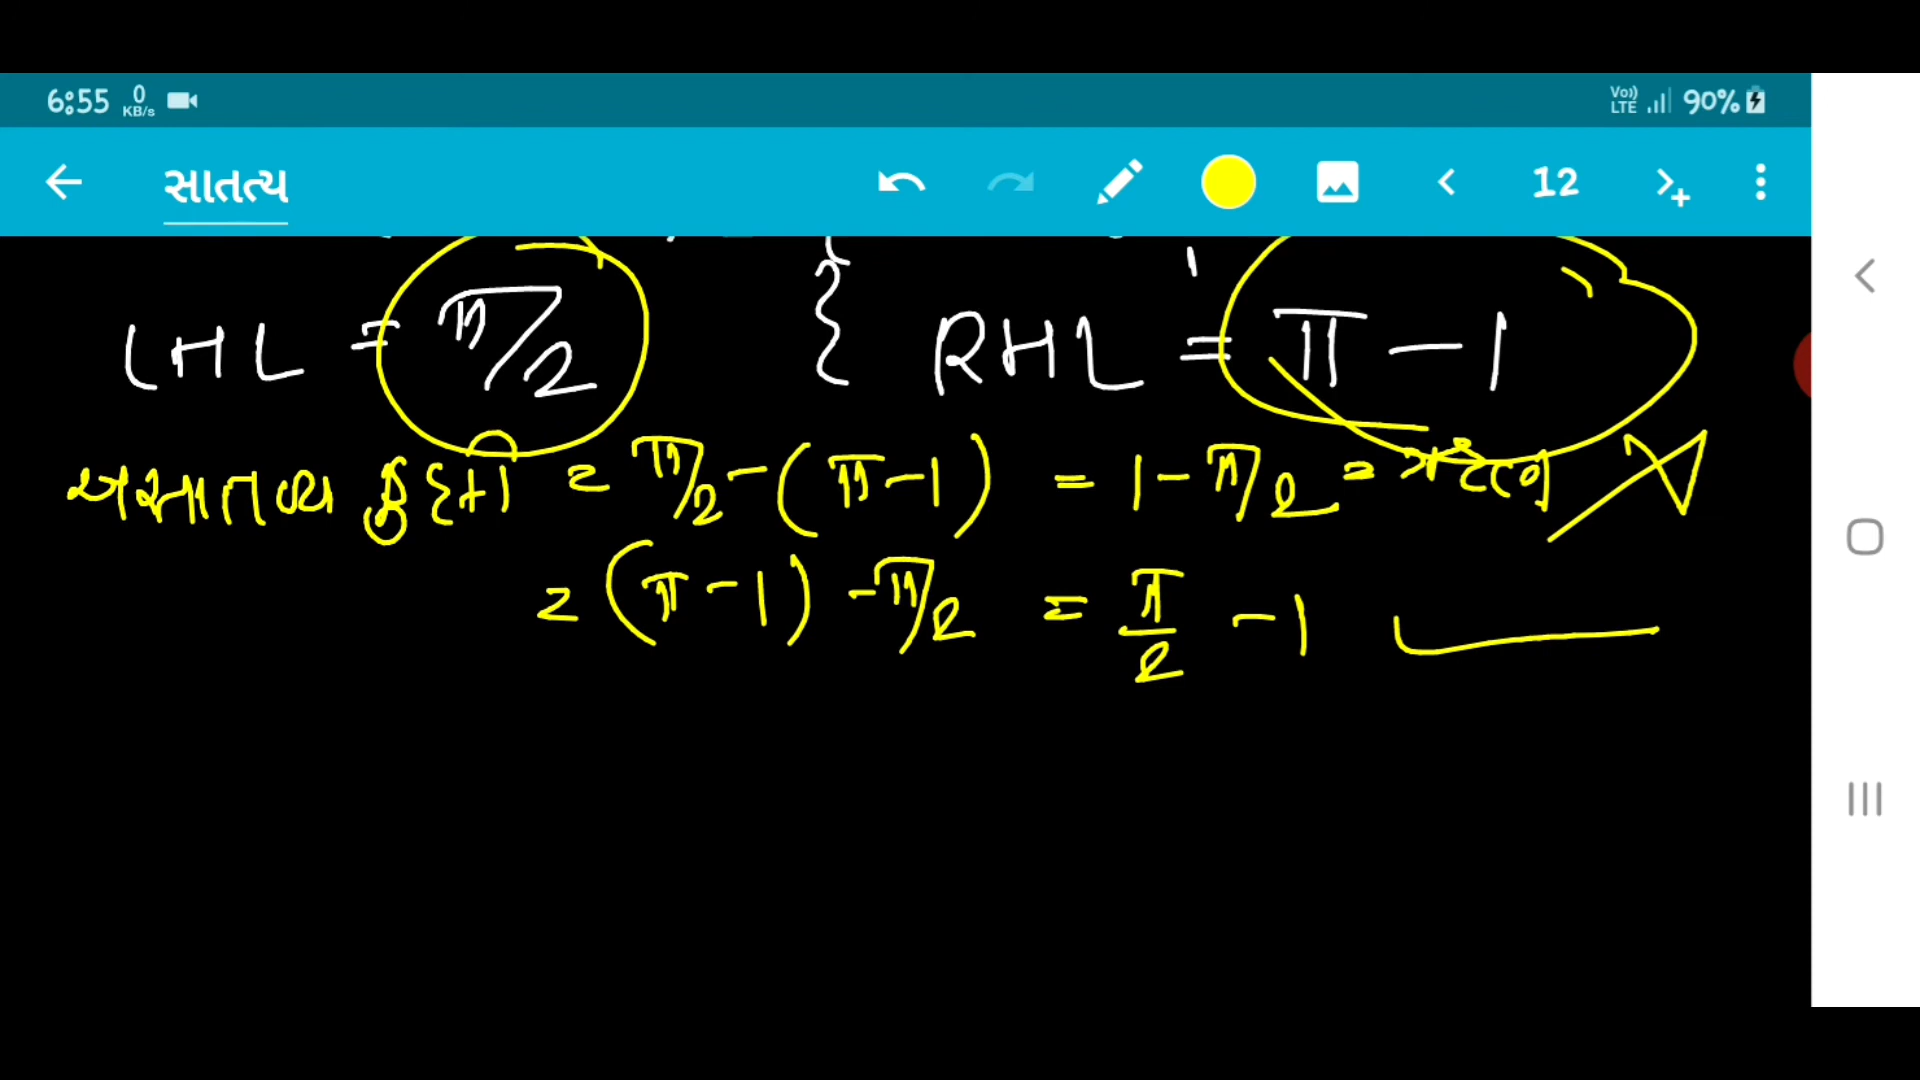 6:55 0 KB/s Vo)) LTE 90%
સાતત્ય 12
LHL = π/2 } RHL = π - 1
અસાતત્ય કૂદકો = π/2 - (π - 1) = 1 - π/2 =
= (π - 1) - π/2 = π/2 - 1